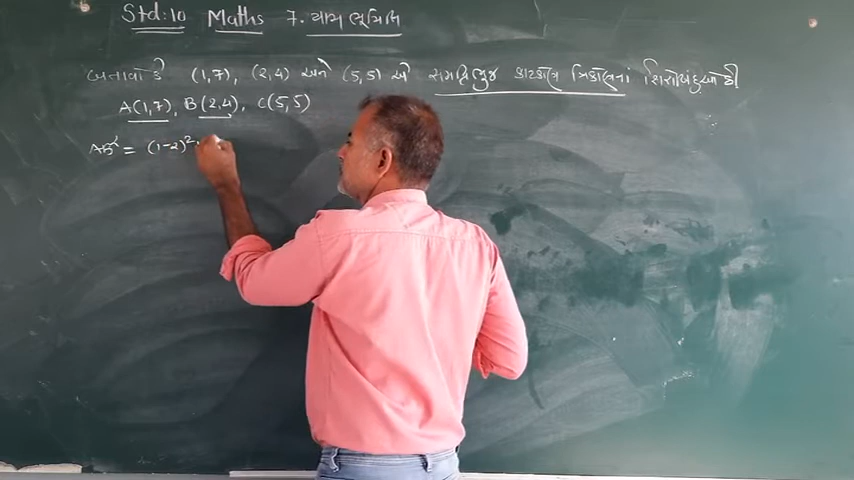 Std:10 Maths 7. યામ ભૂમિતિ
બતાવો કે (1,7), (2,4) અને (5,5) એ સમદ્વિભુજ કાટકોણ ત્રિકોણનાં શિરોબિંદુઓ છે
A(1,7), B(2,4), C(5,5)
AB² = (1-2)²